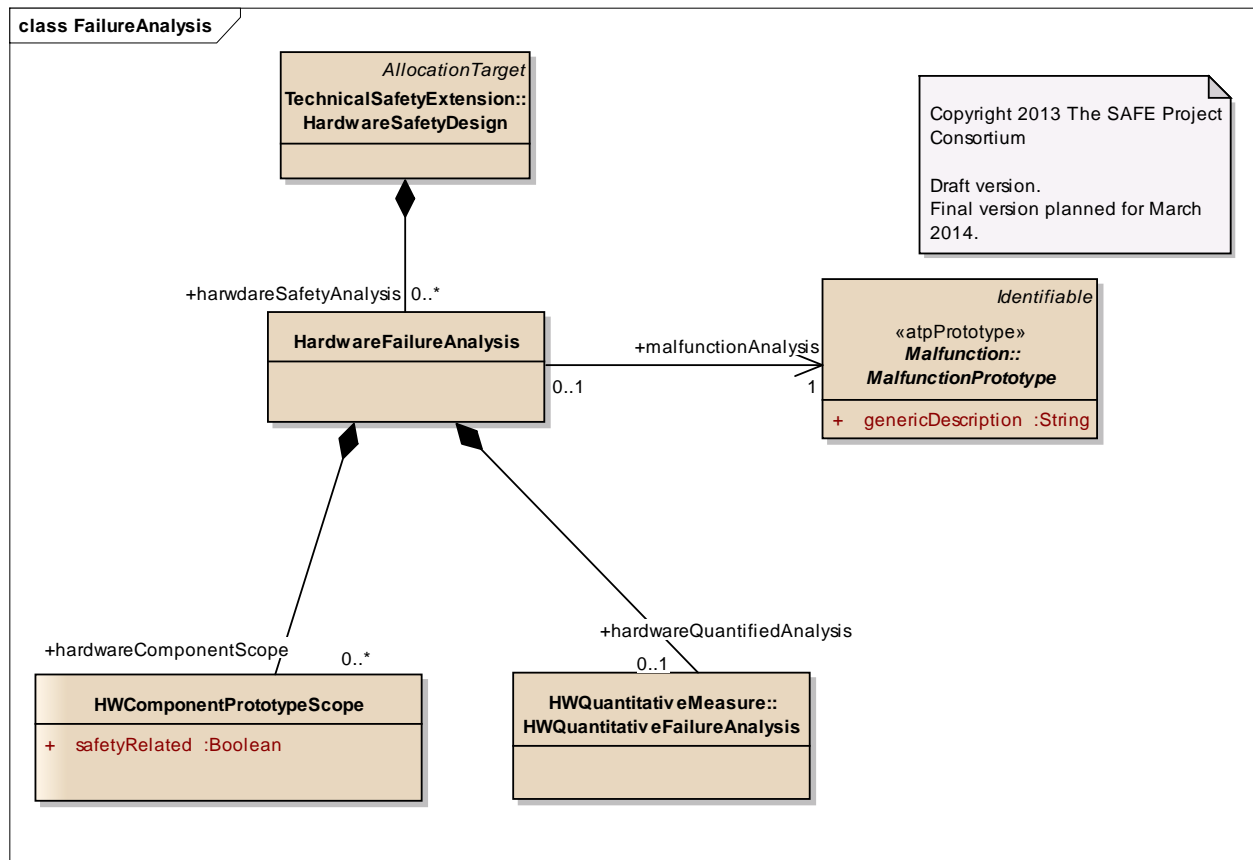 class FailureAnalysis
AllocationTarget
TechnicalSafetyExtension::
HardwareSafetyDesign
Copyright 2013 The SAFE Project
Consortium
Draft version.
Final version planned for March
2014.
+harwdareSafetyAnalysis 0..*
HardwareFailureAnalysis
+malfunctionAnalysis
0..1
1
Identifiable
«atpPrototype»
Malfunction::
MalfunctionPrototype
+ genericDescription :String
+hardwareComponentScope
0..*
+hardwareQuantifiedAnalysis
0..1
HWComponentPrototypeScope
+ safetyRelated :Boolean
HWQuantitativeMeasure::
HWQuantitativeFailureAnalysis